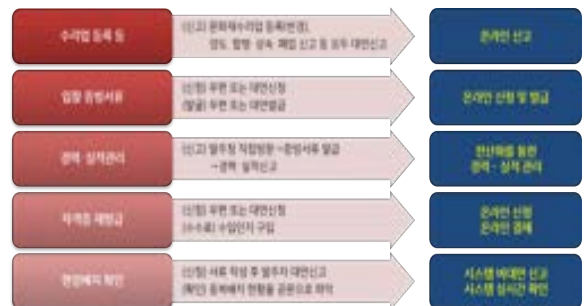 수리업 등록 등
(신고) 문화재수리업 등록(변경),
양도·합병·상속·폐업 신고 등 모두 대면신고
온라인 신고
입찰 증빙서류
(신청) 우편 또는 대면신청
(발급) 우편 또는 대면발급
온라인 신청 및 발급
경력·실적관리
(신고) 발주청 직접방문→증빙서류 발급
→경력·실적신고
전산화를 통한
경력·실적 관리
자격증 재발급
(신청) 우편 또는 대면신청
(수수료) 수입인지 구입
온라인 신청
온라인 결제
현장배치 확인
(신청) 서류 작성 후 발주자 대면신고
(확인) 중복배치 현황을 공문으로 파악
시스템 비대면 신고
시스템 실시간 확인